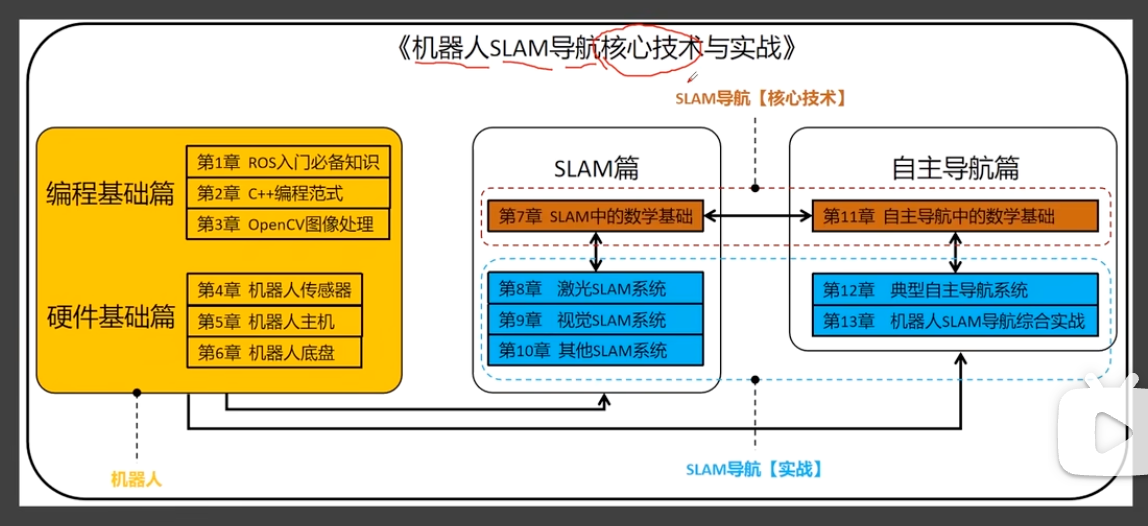 《机器人SLAM导航核心技术与实战》
SLAM导航【核心技术】
编程基础篇
第1章 ROS入门必备知识
第2章 C++编程范式
第3章 OpenCV图像处理
硬件基础篇
第4章 机器人传感器
第5章 机器人主机
第6章 机器人底盘
机器人
SLAM篇
第7章 SLAM中的数学基础
第8章 激光SLAM系统
第9章 视觉SLAM系统
第10章 其他SLAM系统
自主导航篇
第11章 自主导航中的数学基础
第12章 典型自主导航系统
第13章 机器人SLAM导航综合实战
SLAM导航【实战】